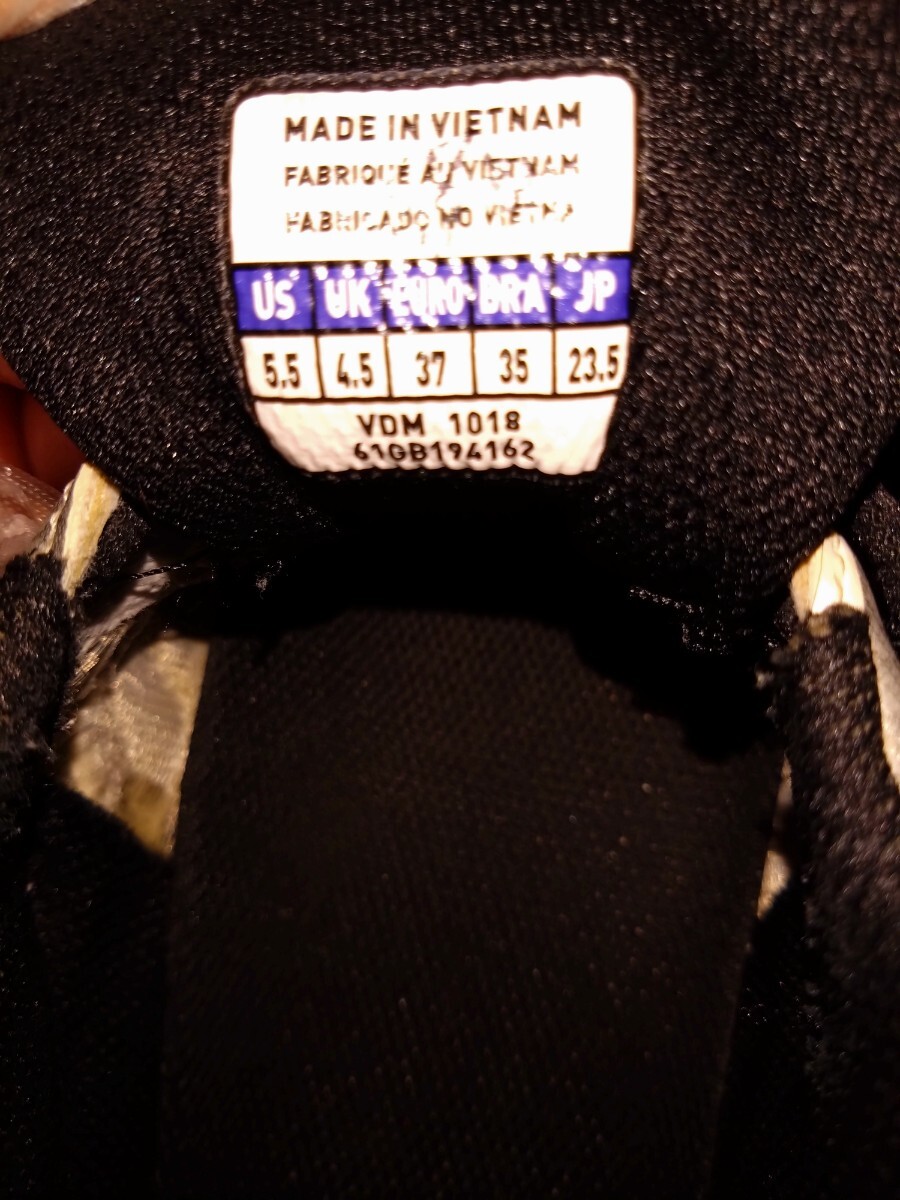 MADE IN VIETNAM
FABRIQUÉ AU VIETNAM
FABRICADO NO VIETNÃ
US UK EURO BRA JP
5.5 4.5 37 35 23.5
VDM 1018
61GB194162